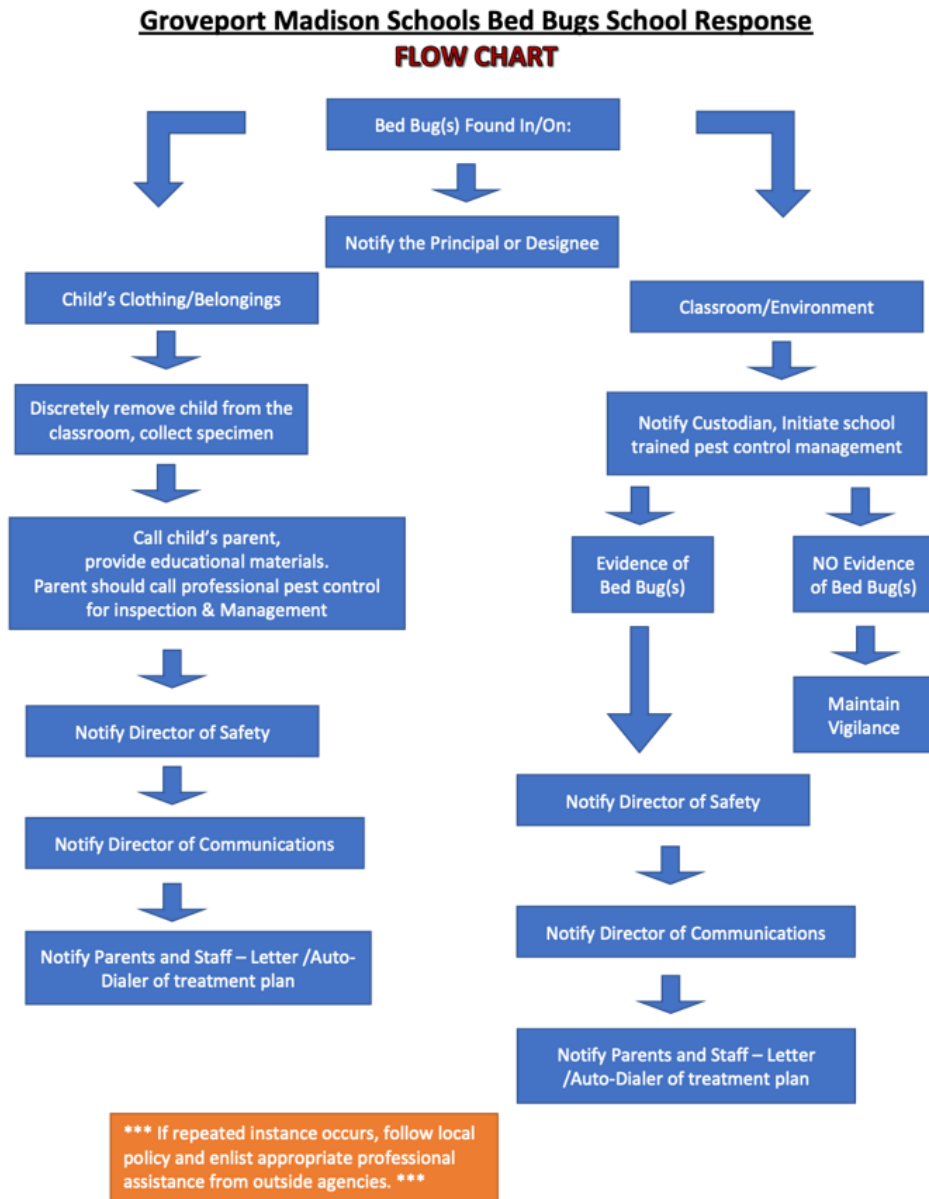 Groveport Madison Schools Bed Bugs School Response
FLOW CHART
Bed Bug(s) Found In/On:
Notify the Principal or Designee
Child's Clothing/Belongings
Discretely remove child from the
classroom, collect specimen
Call child's parent,
provide educational materials.
Parent should call professional pest control
for inspection & Management
Notify Director of Safety
Notify Director of Communications
Notify Parents and Staff – Letter /Auto-
Dialer of treatment plan
Classroom/Environment
Notify Custodian, Initiate school
trained pest control management
Evidence of
Bed Bug(s)
NO Evidence
of Bed Bug(s)
Maintain
Vigilance
Notify Director of Safety
Notify Director of Communications
Notify Parents and Staff – Letter
/Auto-Dialer of treatment plan
*** If repeated instance occurs, follow local
policy and enlist appropriate professional
assistance from outside agencies. ***